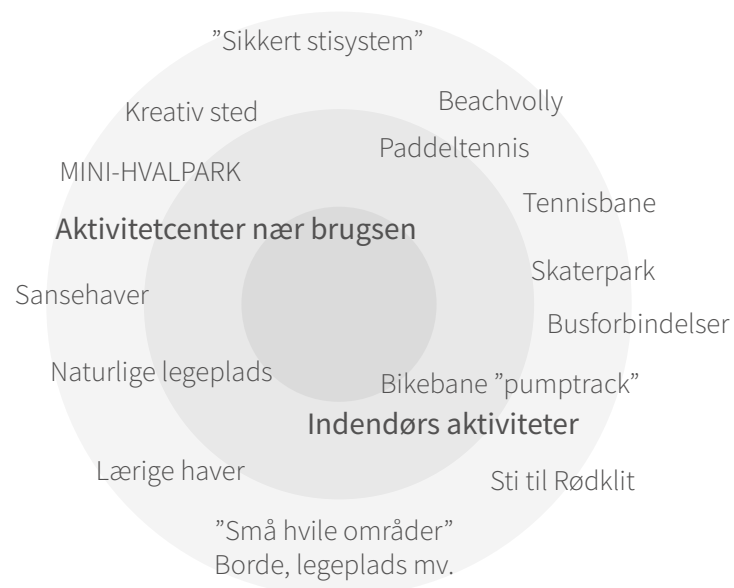 ”Sikkert stisystem”
Beachvolly
Kreativ sted
Paddeltennis
MINI-HVALPARK
Tennisbane
Aktivitetcenter nær brugsen
Skaterpark
Sansehaver
Busforbindelser
Naturlige legeplads
Bikebane ”pumptrack”
Indendørs aktiviteter
Lærige haver
Sti til Rødklit
”Små hvile områder”
Borde, legeplads mv.